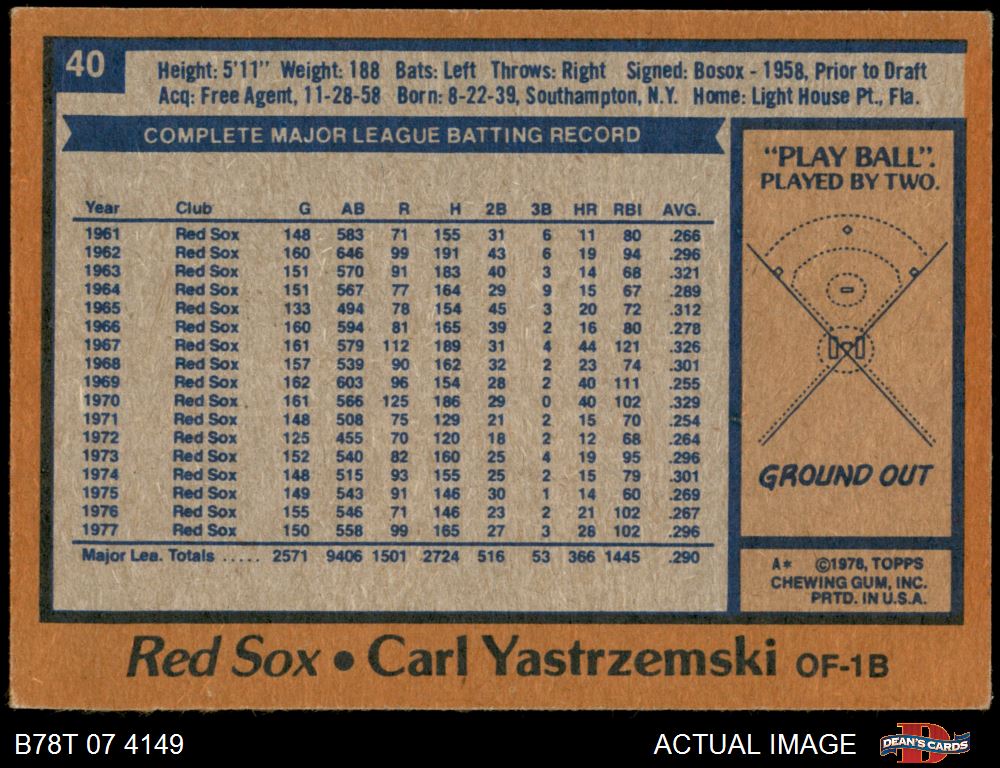 40
Height: 5'11" Weight: 188 Bats: Left Throws: Right Signed: Bosox - 1958, Prior to Draft
Acq: Free Agent, 11-28-58 Born: 8-22-39, Southampton, N.Y. Home: Light House Pt., Fla.
COMPLETE MAJOR LEAGUE BATTING RECORD
Year Club G AB R H 2B 3B HR RBI AVG.
1961 Red Sox 148 583 71 155 31 6 11 80 .266
1962 Red Sox 160 646 99 191 43 6 19 94 .296
1963 Red Sox 151 570 91 183 40 3 14 68 .321
1964 Red Sox 151 567 77 164 29 9 15 67 .289
1965 Red Sox 133 494 78 154 45 3 20 72 .312
1966 Red Sox 160 594 81 165 39 2 16 80 .278
1967 Red Sox 161 579 112 189 31 4 44 121 .326
1968 Red Sox 157 539 90 162 32 2 23 74 .301
1969 Red Sox 162 603 96 154 28 2 40 111 .255
1970 Red Sox 161 566 125 186 29 0 40 102 .329
1971 Red Sox 148 508 75 129 21 2 15 70 .254
1972 Red Sox 125 455 70 120 18 2 12 68 .264
1973 Red Sox 152 540 82 160 25 4 19 95 .296
1974 Red Sox 148 515 93 155 25 2 15 79 .301
1975 Red Sox 149 543 91 146 30 1 14 60 .269
1976 Red Sox 155 546 71 146 23 2 21 102 .267
1977 Red Sox 150 558 99 165 27 3 28 102 .296
Major Lea. Totals ..... 2571 9406 1501 2724 516 53 366 1445 .290
"PLAY BALL".
PLAYED BY TWO.
GROUND OUT
A* ©1978, TOPPS
CHEWING GUM, INC.
PRTD. IN U.S.A.
Red Sox • Carl Yastrzemski OF-1B
B78T 07 4149 ACTUAL IMAGE DEAN'S CARDS